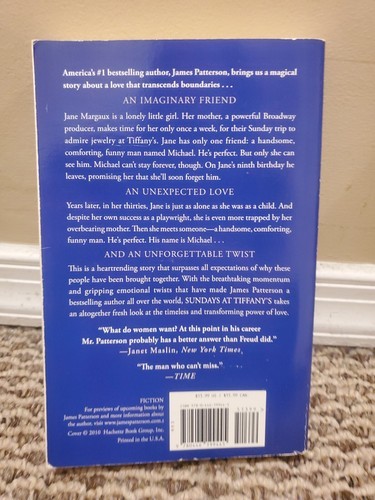 America's #1 bestselling author, James Patterson, brings us a magical
story about a love that transcends boundaries . . .
AN IMAGINARY FRIEND
Jane Margaux is a lonely little girl. Her mother, a powerful Broadway
producer, makes time for her only once a week, for their Sunday trip to
admire jewelry at Tiffany's. Jane has only one friend: a handsome,
comforting, funny man named Michael. He's perfect. But only she can
see him. Michael can't stay forever, though. On Jane's ninth birthday he
leaves, promising her that she'll soon forget him.
AN UNEXPECTED LOVE
Years later, in her thirties, Jane is just as alone as she was as a child. And
despite her own success as a playwright, she is even more trapped by her
overbearing mother. Then she meets someone—a handsome, comforting,
funny man. He's perfect. His name is Michael . . .
AND AN UNFORGETTABLE TWIST
This is a heartrending story that surpasses all expectations of why these
people have been brought together. With the breathtaking momentum
and gripping emotional twists that have made James Patterson a
bestselling author all over the world, SUNDAYS AT TIFFANY'S takes
an altogether fresh look at the timeless and transforming power of love.
"What do women want? At this point in his career
Mr. Patterson probably has a better answer than Freud did."
—Janet Maslin, New York Times
"The man who can't miss."
—TIME
FICTION
For previews of upcoming books by
James Patterson and more information about
the author, visit www.jamespatterson.c
Cover © 2010 Hachette Book Group, Inc.
Printed in the U.S.A.